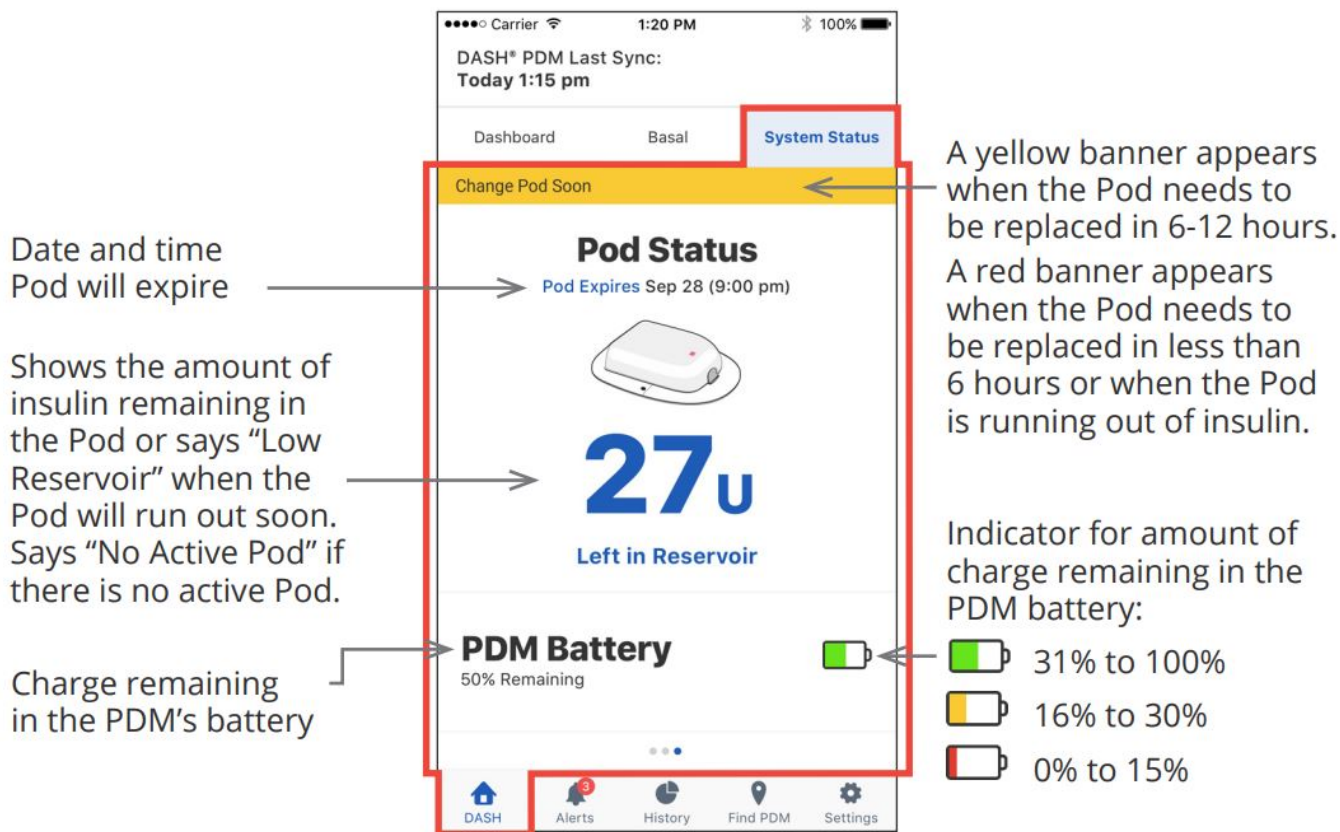 Carrier 1:20 PM 100%
DASH® PDM Last Sync:
Today 1:15 pm
Dashboard Basal System Status
Change Pod Soon
Pod Status
Pod Expires Sep 28 (9:00 pm)
27U
Left in Reservoir
PDM Battery
50% Remaining
DASH Alerts 3 History Find PDM Settings
Date and time
Pod will expire
Shows the amount of
insulin remaining in
the Pod or says “Low
Reservoir” when the
Pod will run out soon.
Says “No Active Pod” if
there is no active Pod.
Charge remaining
in the PDM’s battery
A yellow banner appears
when the Pod needs to
be replaced in 6-12 hours.
A red banner appears
when the Pod needs to
be replaced in less than
6 hours or when the Pod
is running out of insulin.
Indicator for amount of
charge remaining in the
PDM battery:
31% to 100%
16% to 30%
0% to 15%